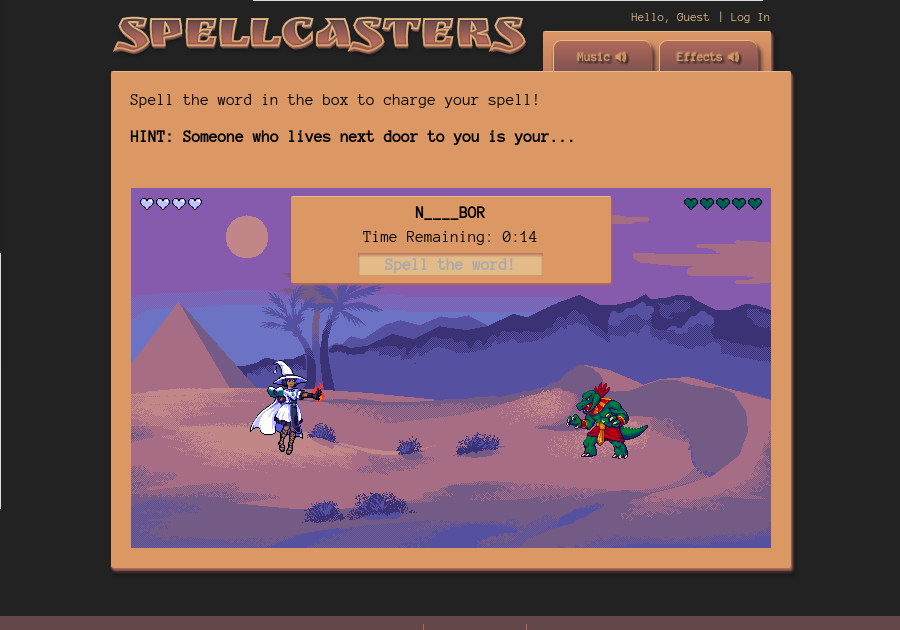 SPELLCASTERS
Hello, Guest | Log In
Music
Effects
Spell the word in the box to charge your spell!
HINT: Someone who lives next door to you is your...
N____BOR
Time Remaining: 0:14
Spell the word!